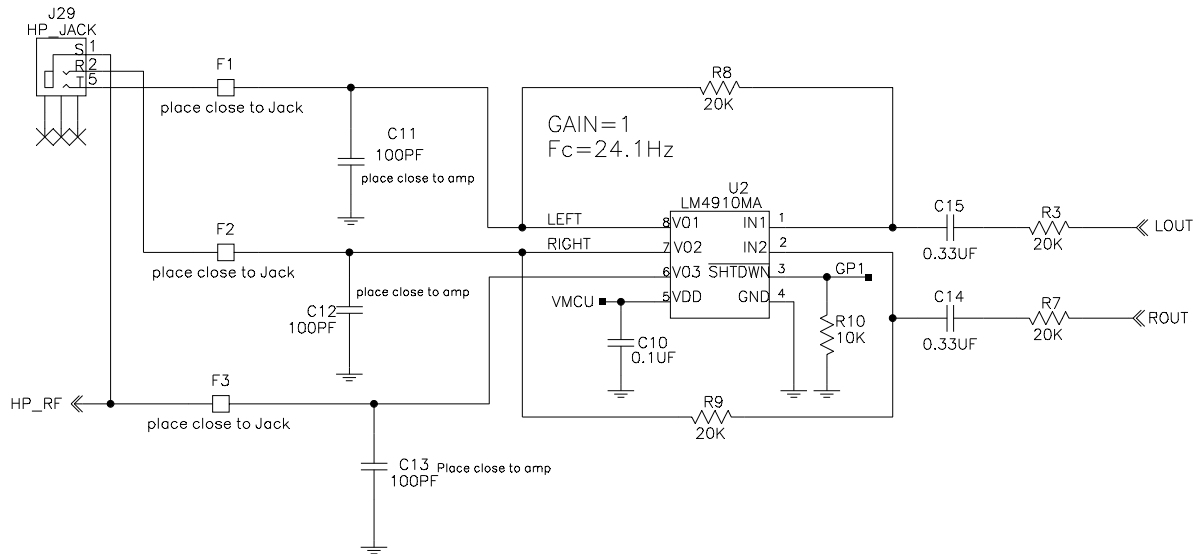 J29
HP_JACK
S 1
R 2
T 5
F1
place close to Jack
C11
100PF
place close to amp
R8
20K
GAIN=1
Fc=24.1Hz
U2
LM4910MA
LEFT
8 VO1
IN1 1
C15
0.33UF
R3
20K
LOUT
F2
place close to Jack
RIGHT
7 VO2
IN2 2
C12
100PF
place close to amp
6 VO3
SHTDWN 3
GP1
VMCU
5 VDD
GND 4
C10
0.1UF
R10
10K
C14
0.33UF
R7
20K
ROUT
HP_RF
F3
place close to Jack
R9
20K
C13
100PF
Place close to amp